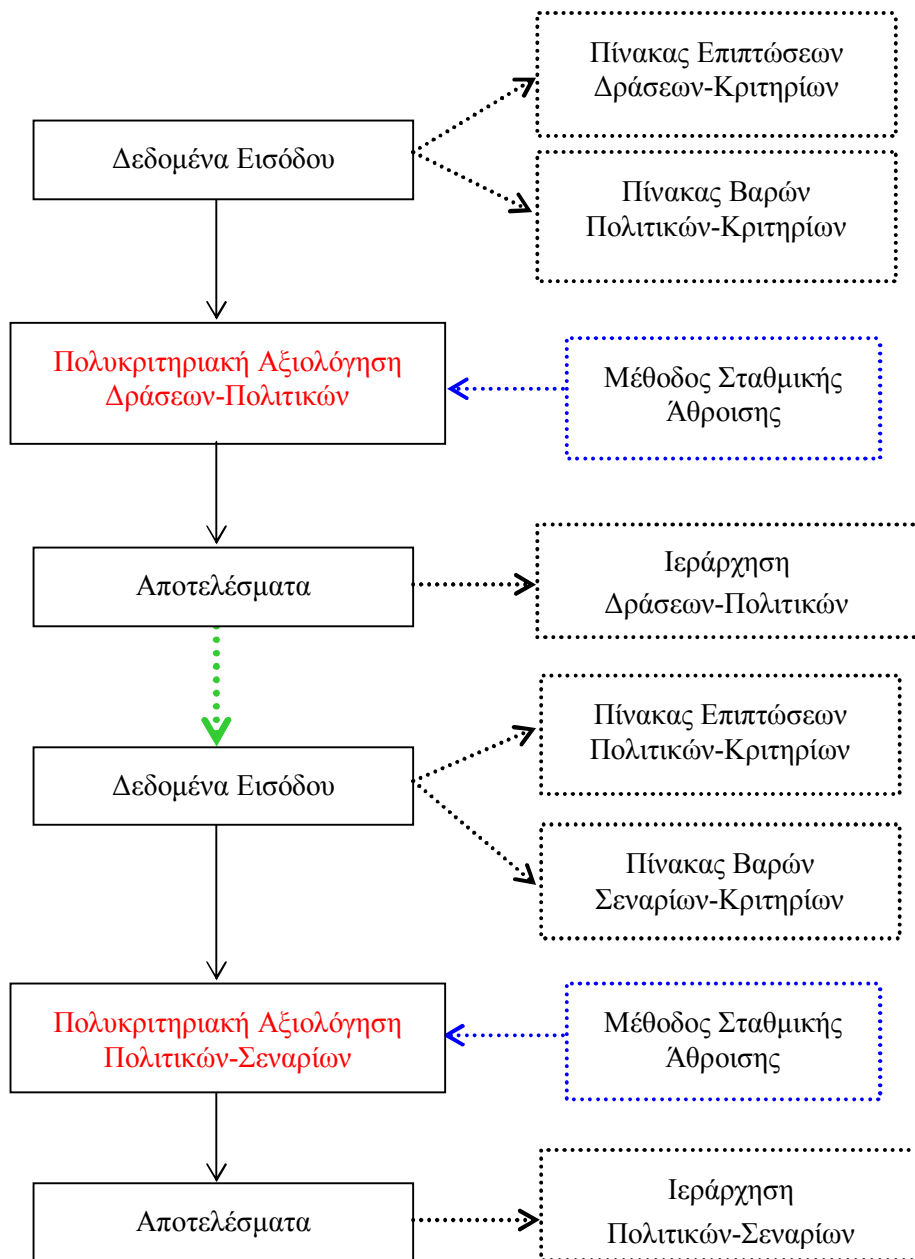 Πίνακας Επιπτώσεων
Δράσεων-Κριτηρίων
Δεδομένα Εισόδου
Πίνακας Βαρών
Πολιτικών-Κριτηρίων
Πολυκριτηριακή Αξιολόγηση
Δράσεων-Πολιτικών
Μέθοδος Σταθμικής
Άθροισης
Αποτελέσματα
Ιεράρχηση
Δράσεων-Πολιτικών
Δεδομένα Εισόδου
Πίνακας Επιπτώσεων
Πολιτικών-Κριτηρίων
Πίνακας Βαρών
Σεναρίων-Κριτηρίων
Πολυκριτηριακή Αξιολόγηση
Πολιτικών-Σεναρίων
Μέθοδος Σταθμικής
Άθροισης
Αποτελέσματα
Ιεράρχηση
Πολιτικών-Σεναρίων